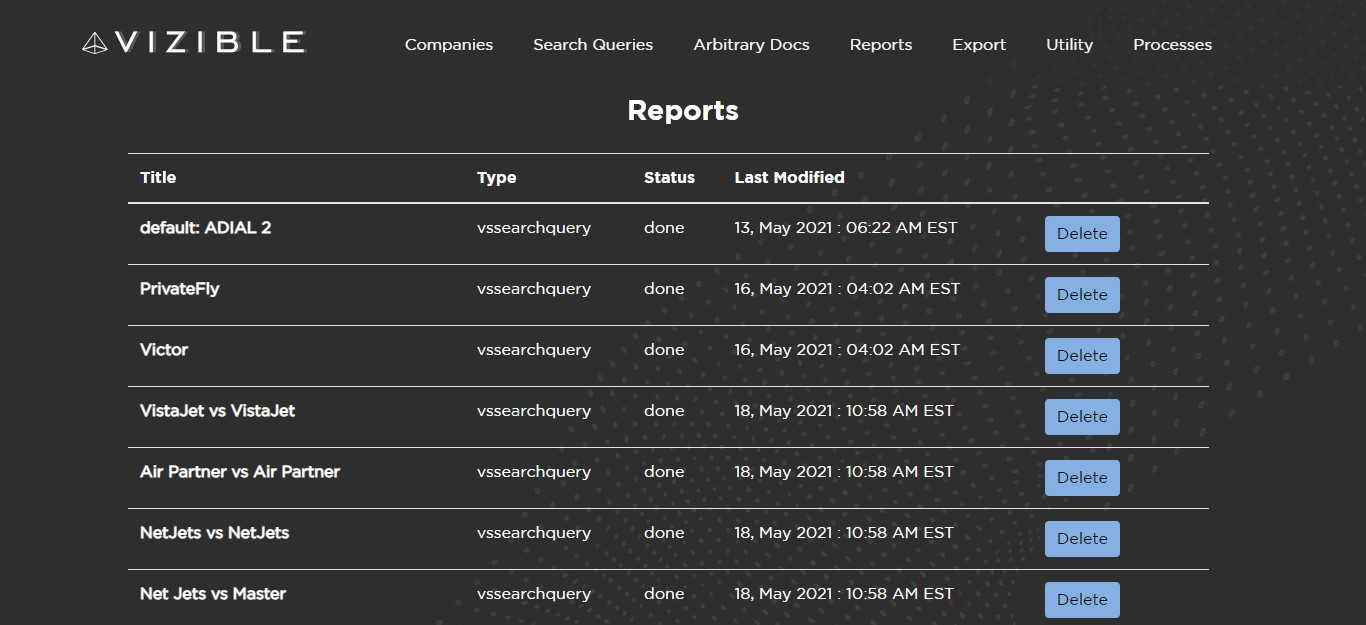 VIZIBLE Companies Search Queries Arbitrary Docs Reports Export Utility Processes
Reports
Title Type Status Last Modified
default: ADIAL 2 vssearchquery done 13, May 2021 : 06:22 AM EST Delete
PrivateFly vssearchquery done 16, May 2021 : 04:02 AM EST Delete
Victor vssearchquery done 16, May 2021 : 04:02 AM EST Delete
VistaJet vs VistaJet vssearchquery done 18, May 2021 : 10:58 AM EST Delete
Air Partner vs Air Partner vssearchquery done 18, May 2021 : 10:58 AM EST Delete
NetJets vs NetJets vssearchquery done 18, May 2021 : 10:58 AM EST Delete
Net Jets vs Master vssearchquery done 18, May 2021 : 10:58 AM EST Delete